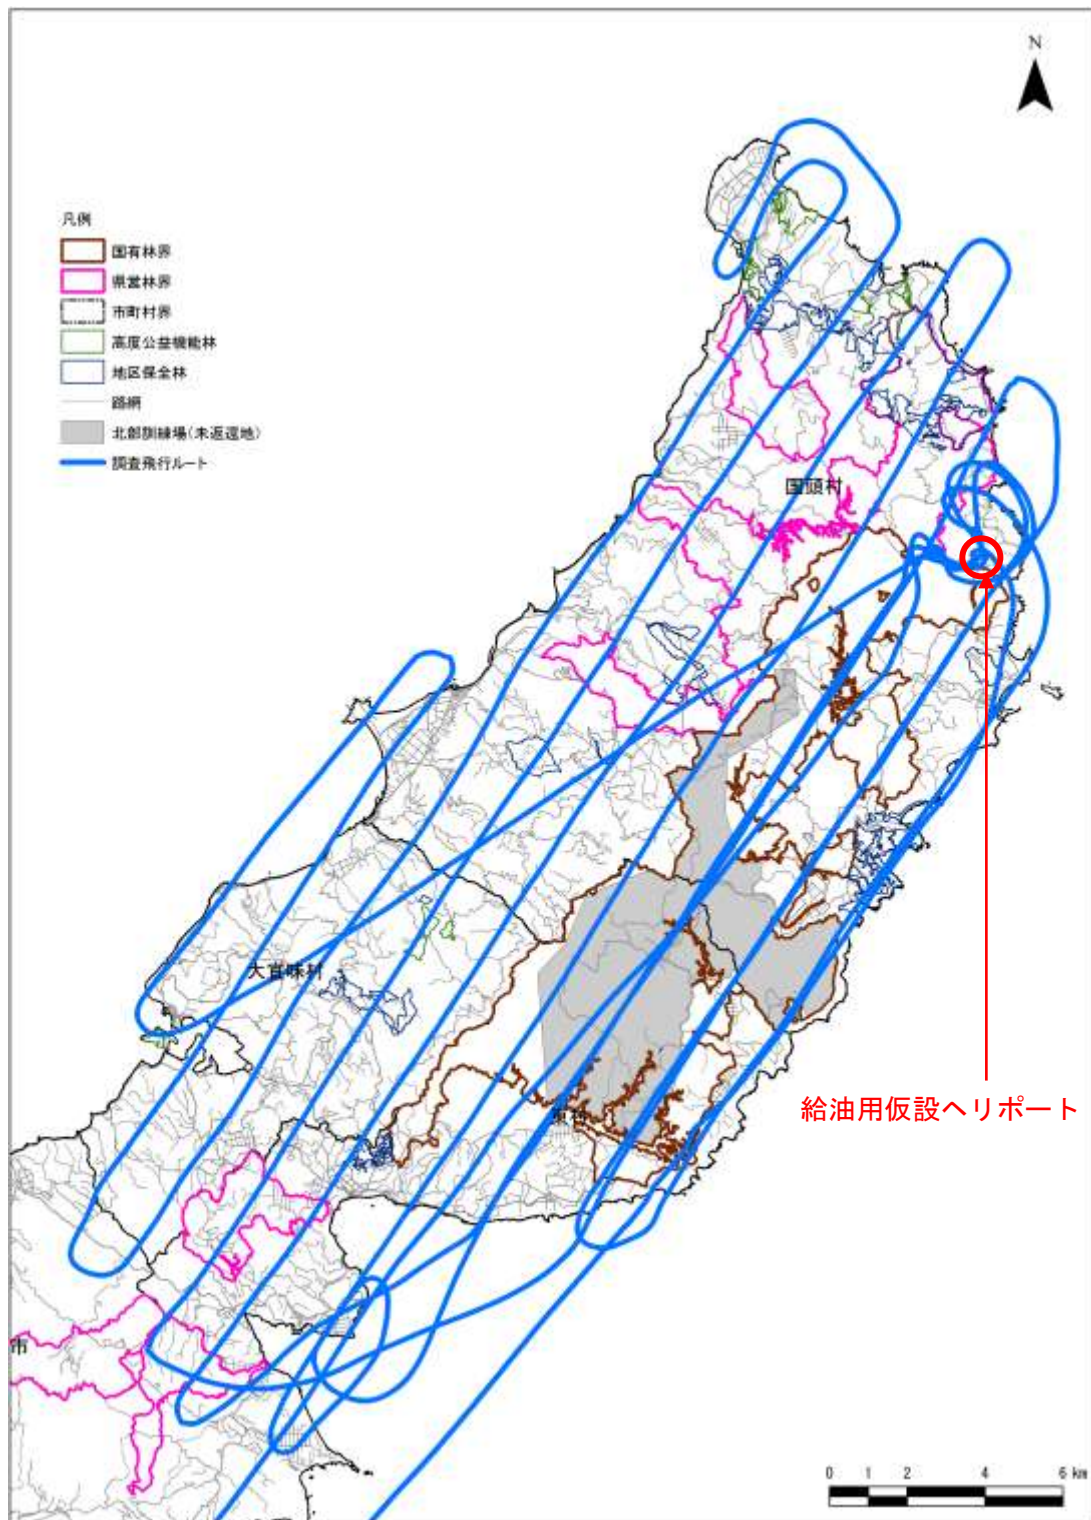 N
凡例
国有林界
県営林界
市町村界
高度公益機能林
地区保全林
路網
北部訓練場(未返還地)
調査飛行ルート
国頭村
大宜味村
給油用仮設ヘリポート
東村
市
0 1 2 4 6 km